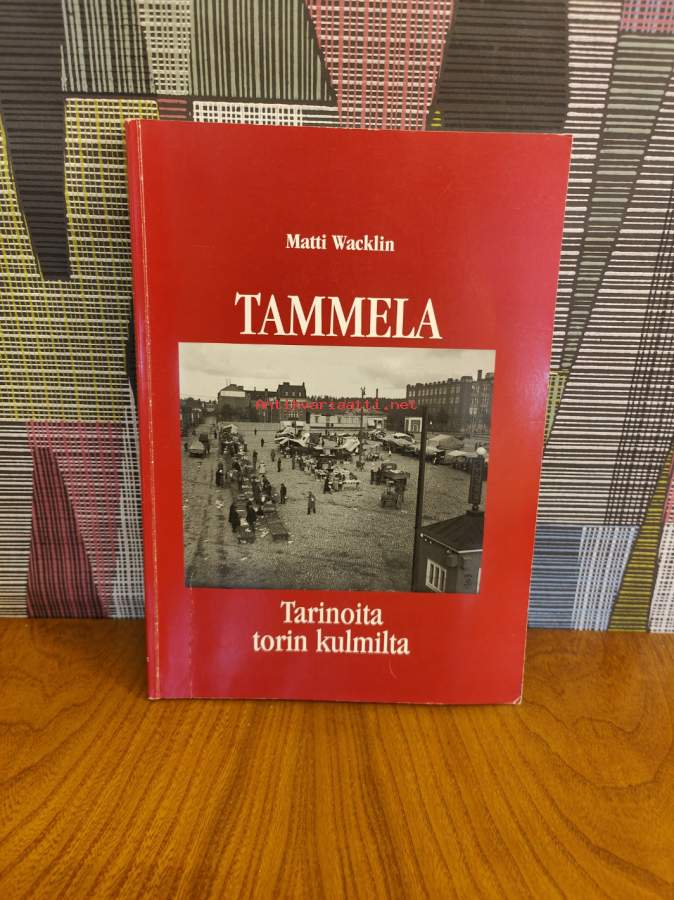 Matti Wacklin
TAMMELA
Antikvariaatti.net
Tarinoita
torin kulmilta